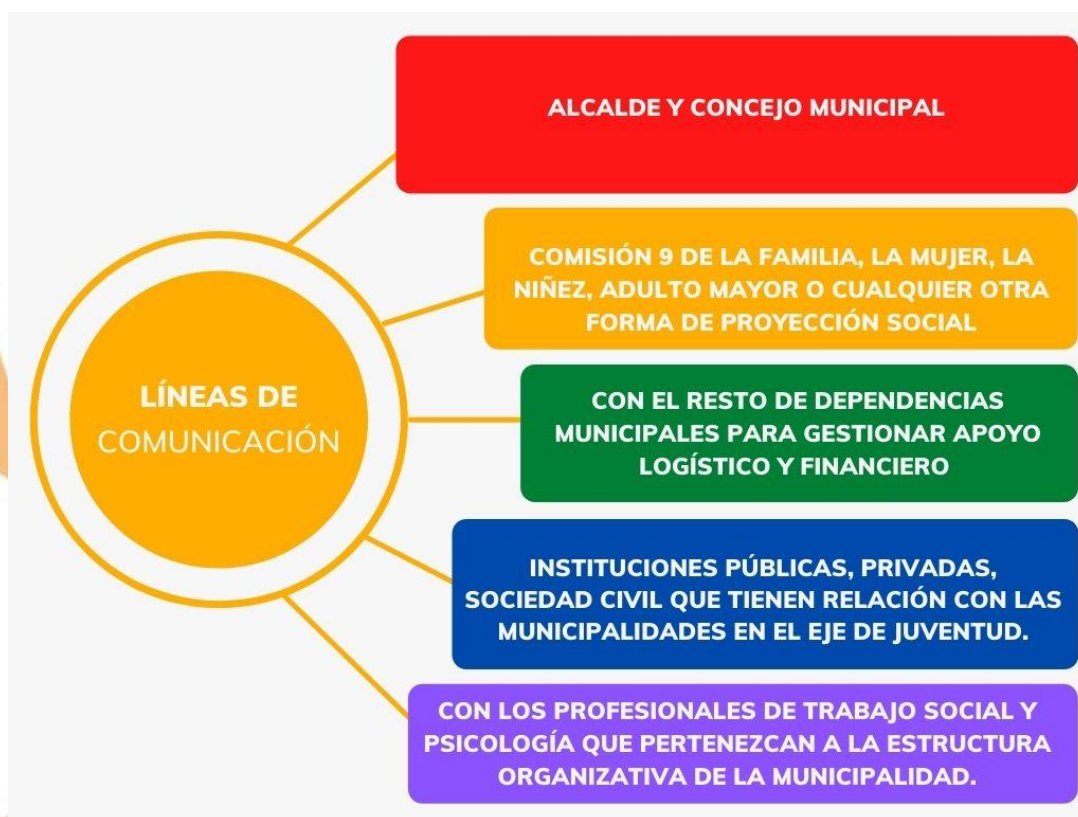 ALCALDE Y CONCEJO MUNICIPAL
COMISIÓN 9 DE LA FAMILIA, LA MUJER, LA
NIÑEZ, ADULTO MAYOR O CUALQUIER OTRA
FORMA DE PROYECCIÓN SOCIAL
LÍNEAS DE
COMUNICACIÓN
CON EL RESTO DE DEPENDENCIAS
MUNICIPALES PARA GESTIONAR APOYO
LOGÍSTICO Y FINANCIERO
INSTITUCIONES PÚBLICAS, PRIVADAS,
SOCIEDAD CIVIL QUE TIENEN RELACIÓN CON LAS
MUNICIPALIDADES EN EL EJE DE JUVENTUD.
CON LOS PROFESIONALES DE TRABAJO SOCIAL Y
PSICOLOGÍA QUE PERTENEZCAN A LA ESTRUCTURA
ORGANIZATIVA DE LA MUNICIPALIDAD.